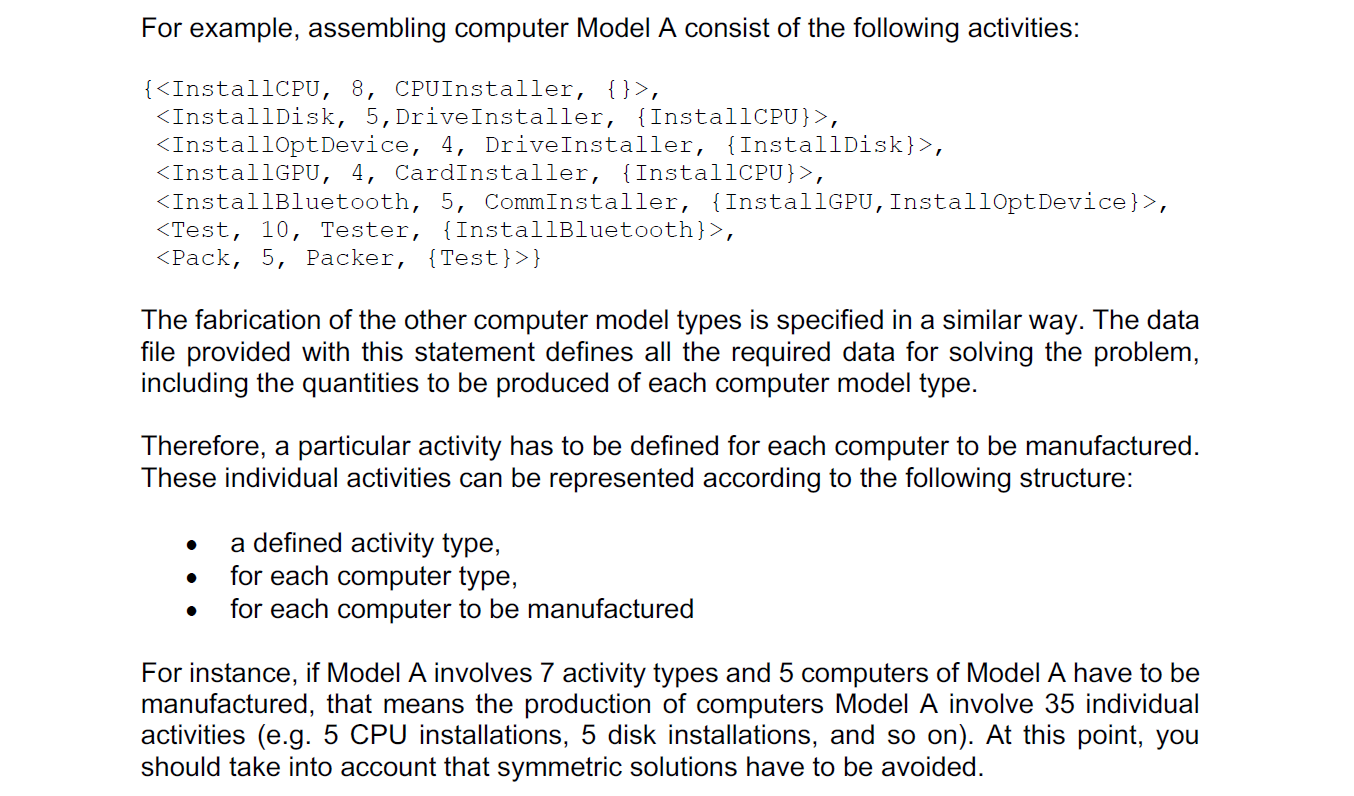 For example, assembling computer Model A consist of the following activities:
{<InstallCPU, 8, CPUInstaller, {}>,
<InstallDisk, 5,DriveInstaller, {InstallCPU}>,
<InstallOptDevice, 4, DriveInstaller, {InstallDisk}>,
<InstallGPU, 4, CardInstaller, {InstallCPU}>,
<InstallBluetooth, 5, CommInstaller, {InstallGPU,InstallOptDevice}>,
<Test, 10, Tester, {InstallBluetooth}>,
<Pack, 5, Packer, {Test}>}
The fabrication of the other computer model types is specified in a similar way. The data
file provided with this statement defines all the required data for solving the problem,
including the quantities to be produced of each computer model type.
Therefore, a particular activity has to be defined for each computer to be manufactured.
These individual activities can be represented according to the following structure:
• a defined activity type,
• for each computer type,
• for each computer to be manufactured
For instance, if Model A involves 7 activity types and 5 computers of Model A have to be
manufactured, that means the production of computers Model A involve 35 individual
activities (e.g. 5 CPU installations, 5 disk installations, and so on). At this point, you
should take into account that symmetric solutions have to be avoided.